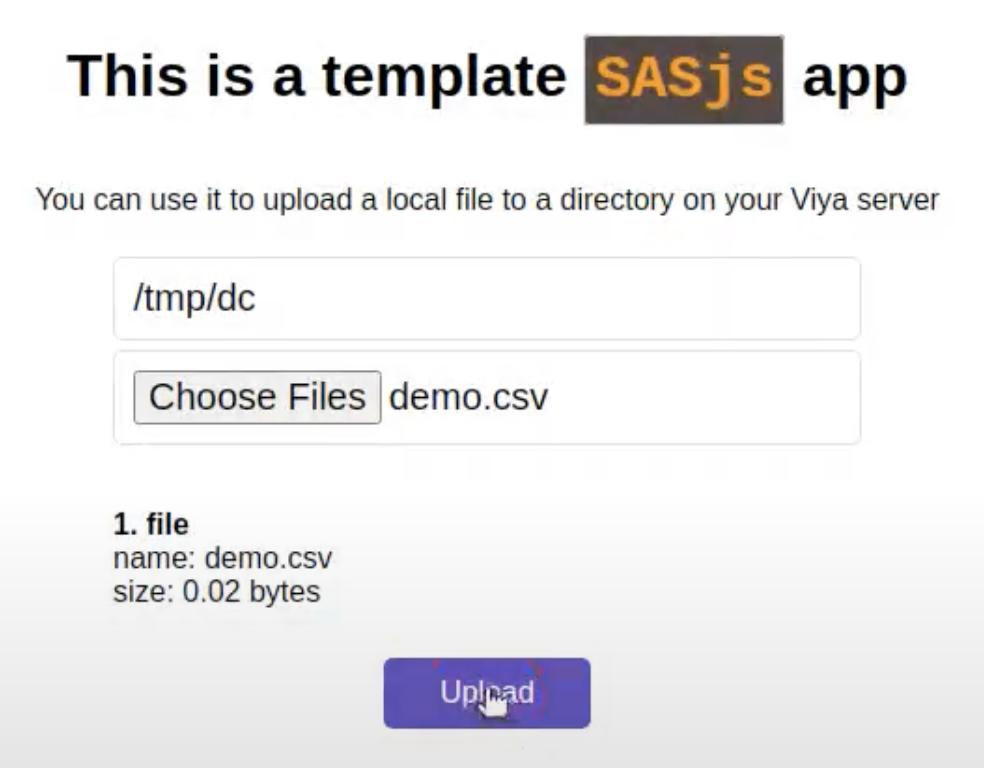 This is a template SASjs app
You can use it to upload a local file to a directory on your Viya server
/tmp/dc
Choose Files demo.csv
1. file
name: demo.csv
size: 0.02 bytes
Upload